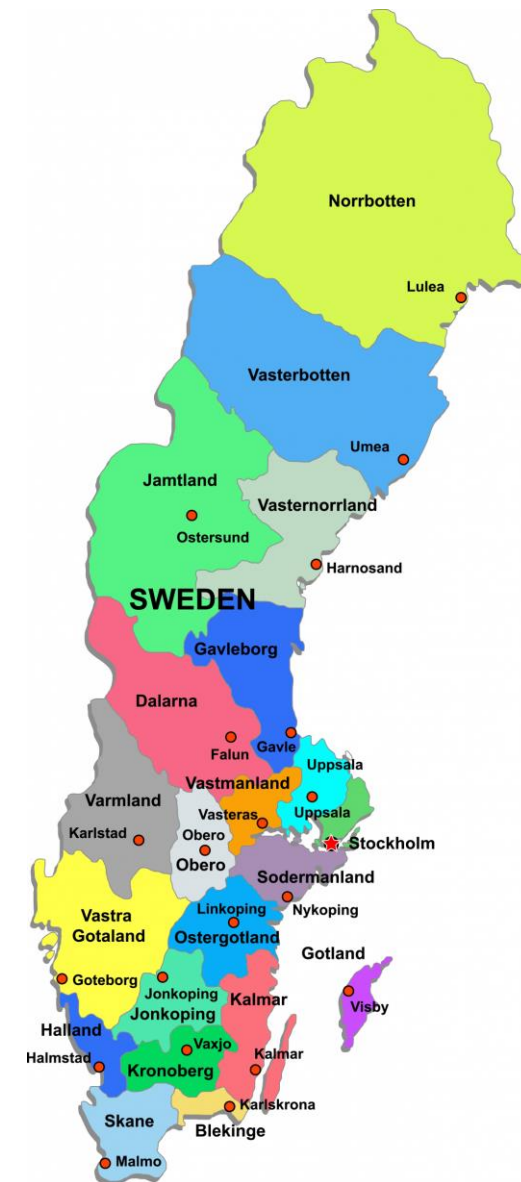 Norrbotten
Lulea
Vasterbotten
Umea
Jamtland
Vasternorrland
Ostersund
Harnosand
SWEDEN
Gavleborg
Dalarna
Falun
Gavle
Uppsala
Vastmanland
Varmland
Uppsala
Vasteras
Karlstad
Obero
Stockholm
Obero
Sodermanland
Vastra
Gotaland
Linkoping
Nykoping
Ostergotland
Gotland
Goteborg
Jonkoping
Kalmar
Visby
Jonkoping
Halland
Vaxjo
Halmstad
Kalmar
Kronoberg
Karlskrona
Skane
Blekinge
Malmo